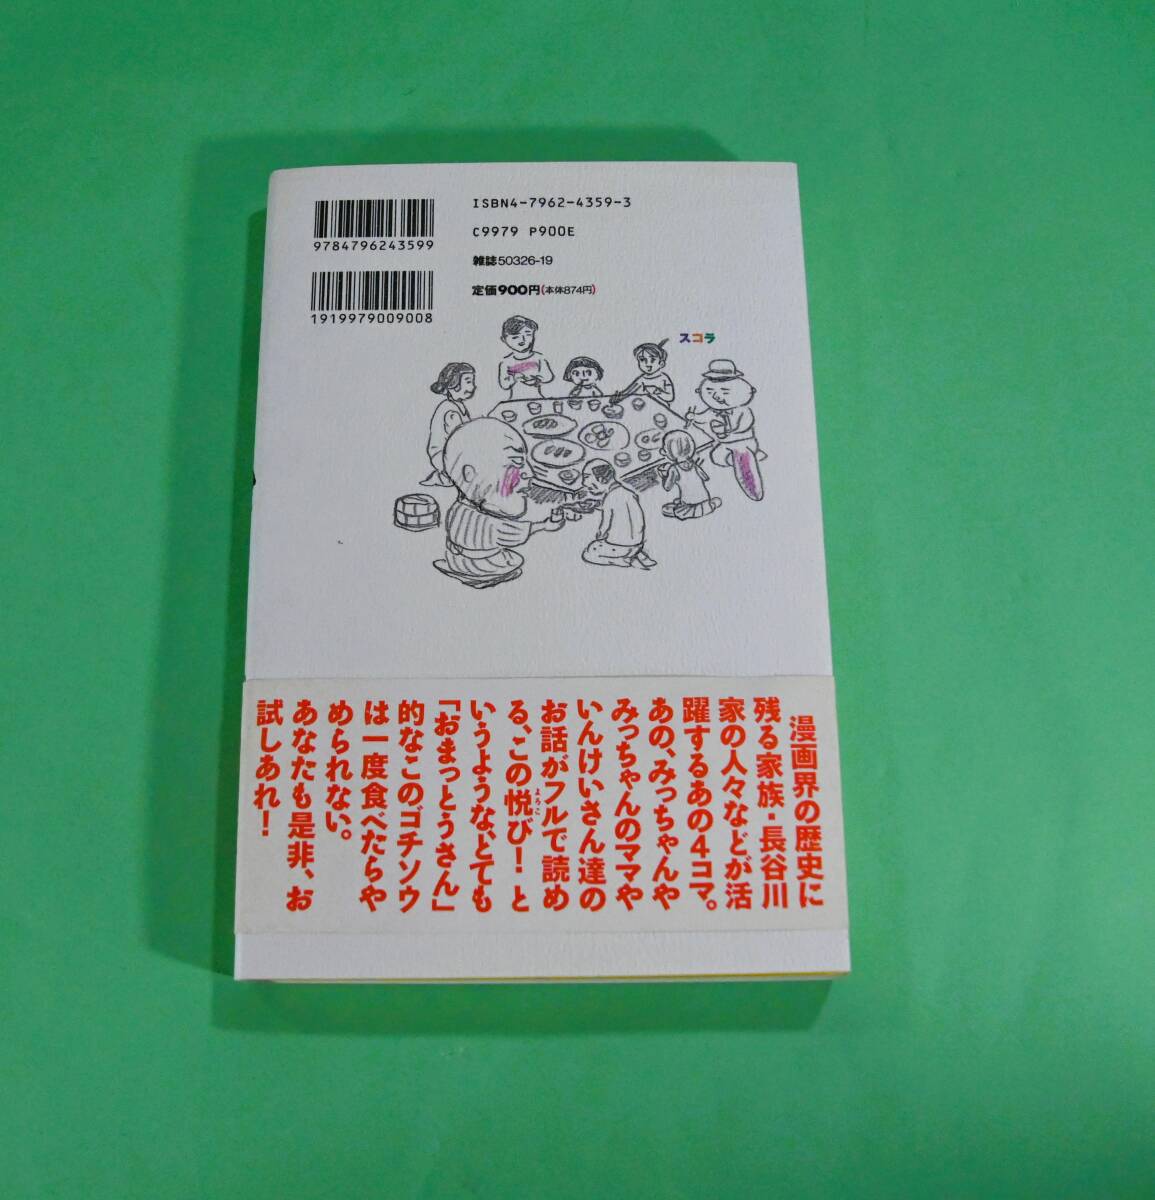 9784796243599
1919979009008
ISBN4-7962-4359-3
C9979 P900E
雑誌50326-19
定価900円(本体874円)
スコラ
漫画界の歴史に
残る家族・長谷川
家の人々などが活
躍するあの4コマ。
あの、みっちゃんや
みっちゃんのママや
いんけいさん達の
お話がフルで読め
る、この悦び!と
よろこ
いうような、とても
「おまっとうさん」
的なこのゴチソウ
は一度食べたらや
められない。
あなたも是非、お
試しあれ!